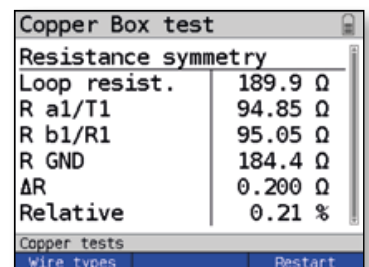 Copper Box test
Resistance symmetry
Loop resist. 189.9 Ω
R a1/T1 94.85 Ω
R b1/R1 95.05 Ω
R GND 184.4 Ω
ΔR 0.200 Ω
Relative 0.21 %
Copper tests
Wire types Restart